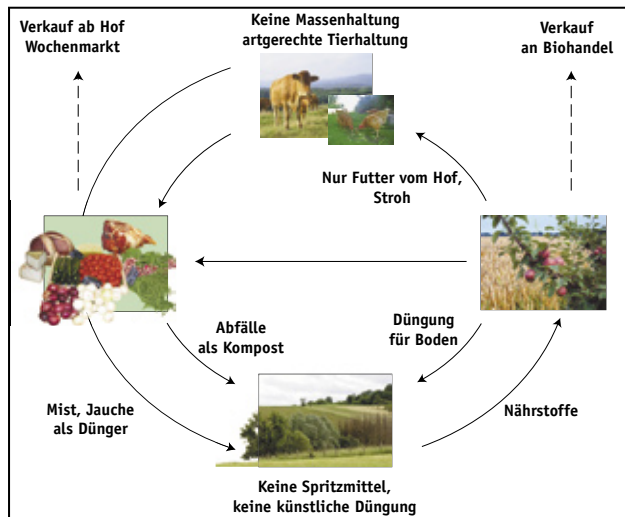 Verkauf ab Hof
Wochenmarkt
Keine Massenhaltung
artgerechte Tierhaltung
Verkauf
an Biohandel
Nur Futter vom Hof,
Stroh
Abfälle
als Kompost
Düngung
für Boden
Mist, Jauche
als Dünger
Nährstoffe
Keine Spritzmittel,
keine künstliche Düngung